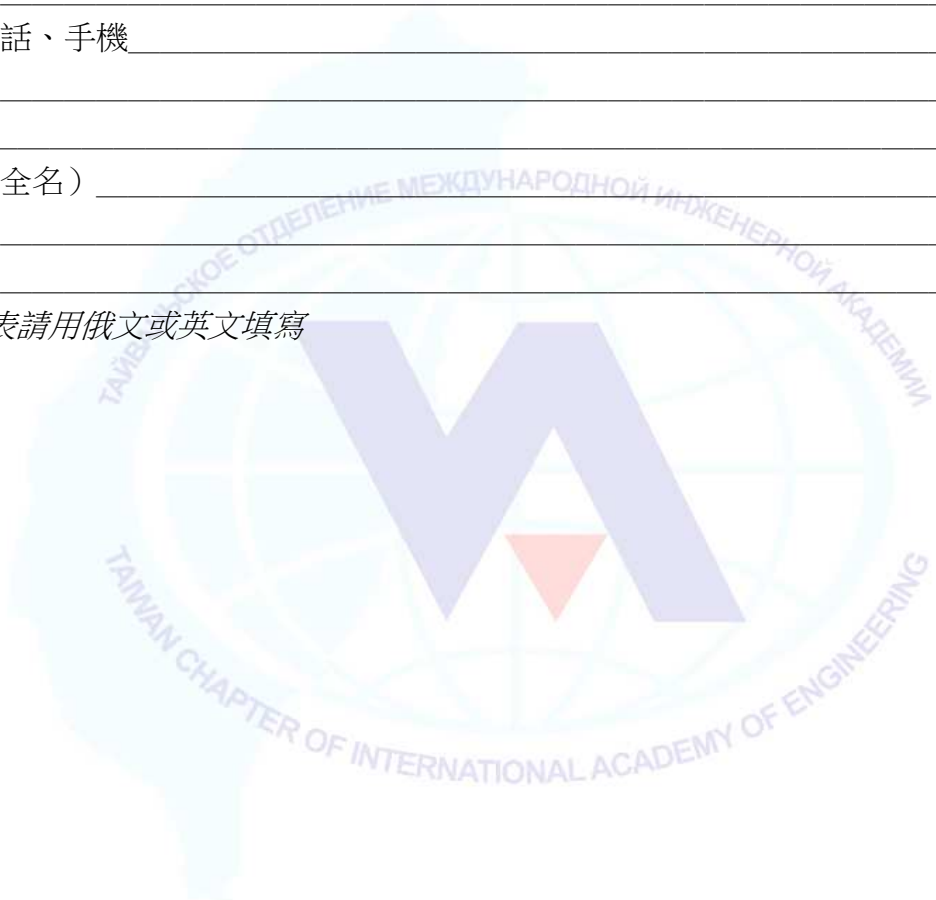 話、手機
全名）
表請用俄文或英文填寫
ТАЙВАНЬСКОЕ ОТДЕЛЕНИЕ МЕЖДУНАРОДНОЙ ИНЖЕНЕРНОЙ АКАДЕМИИ
TAIWAN CHAPTER OF INTERNATIONAL ACADEMY OF ENGINEERING